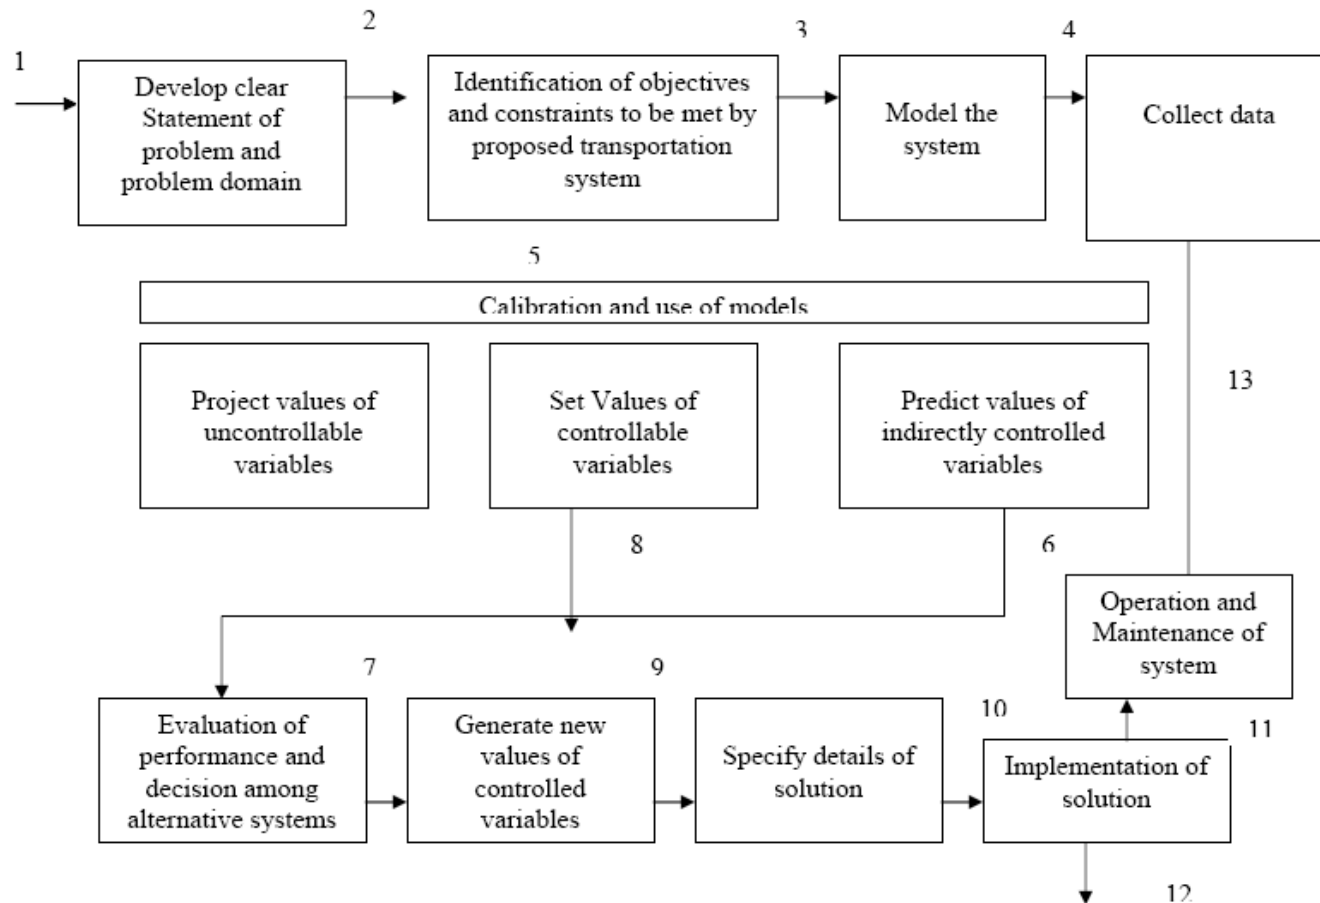 1
2
3
4
Develop clear
Statement of
problem and
problem domain
Identification of objectives
and constraints to be met by
proposed transportation
system
Model the
system
Collect data
5
Calibration and use of models
13
Project values of
uncontrollable
variables
Set Values of
controllable
variables
Predict values of
indirectly controlled
variables
8
6
Operation and
Maintenance of
system
7
9
10
11
Evaluation of
performance and
decision among
alternative systems
Generate new
values of
controlled
variables
Specify details of
solution
Implementation of
solution
12